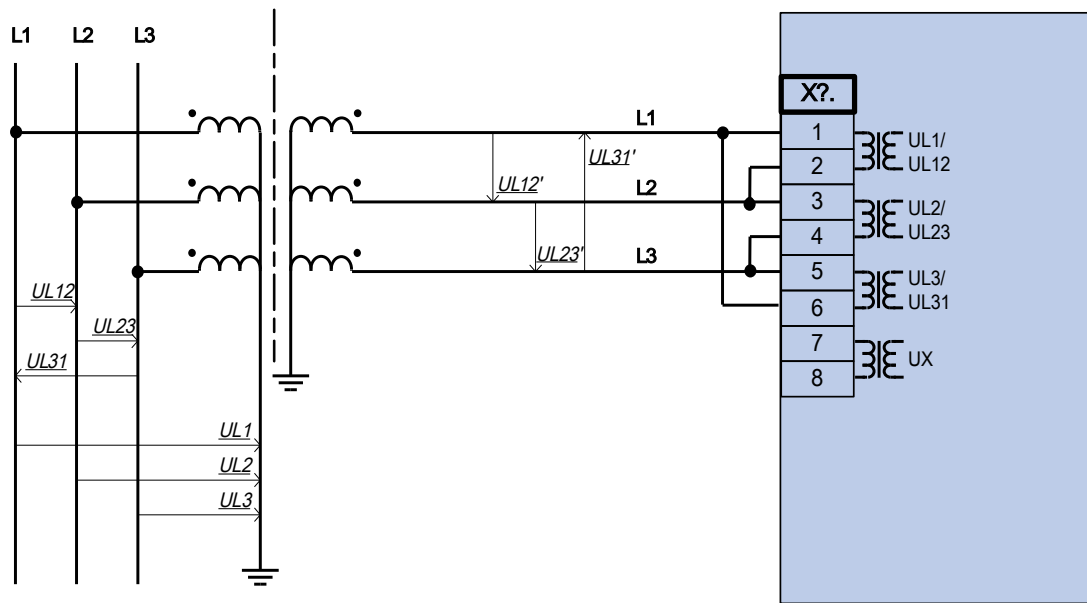 L1 L2 L3
X?.
L1
1
UL1/
UL12
2
UL31'
UL12'
L2
3
UL2/
UL23
4
UL23'
L3
5
UL3/
UL31
6
UL12
UL23
UL31
7
UX
8
UL1
UL2
UL3